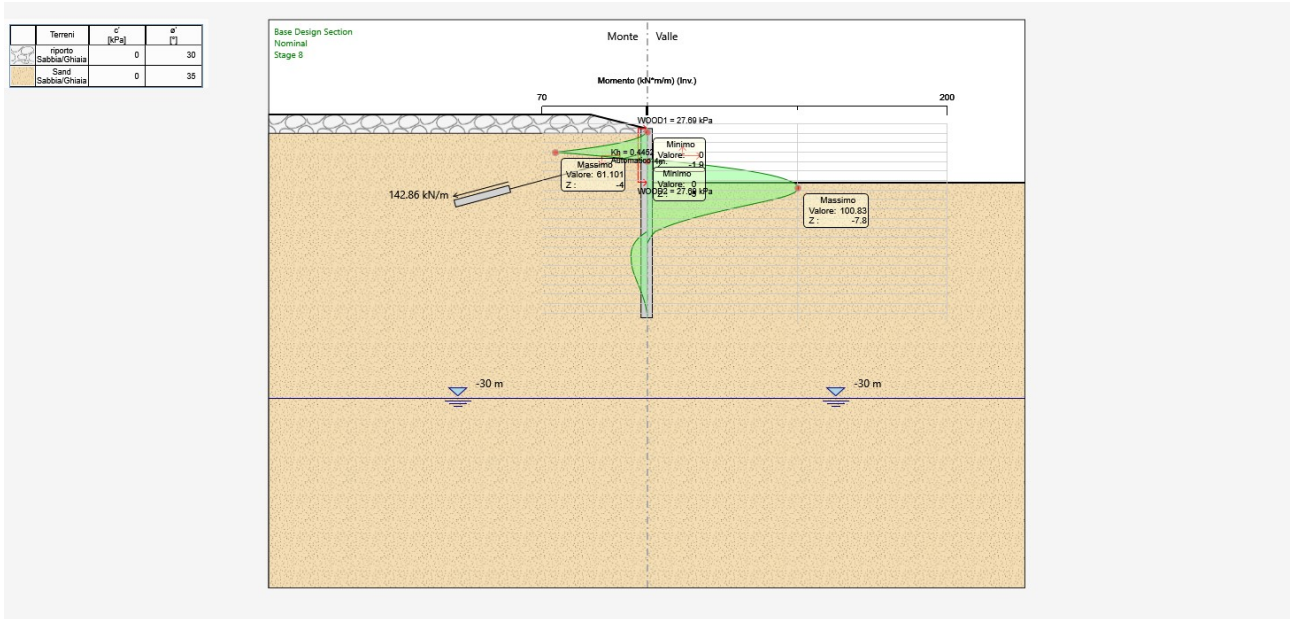 Terreni c' [kPa] ø' [°]
riporto Sabbia/Ghiaia 0 30
Sand Sabbia/Ghiaia 0 35
Base Design Section
Nominal
Stage 8
Monte Valle
Momento (kN*m/m) (Inv.)
70 200
WOOD1 = 27.69 kPa
Minimo
Valore: 0
-1.9
Automatico 4m.
Massimo
Valore: 61.101
Z : -4
Minimo
Valore: 0
142.86 kN/m
Massimo
Valore: 100.83
Z : -7.8
-30 m -30 m